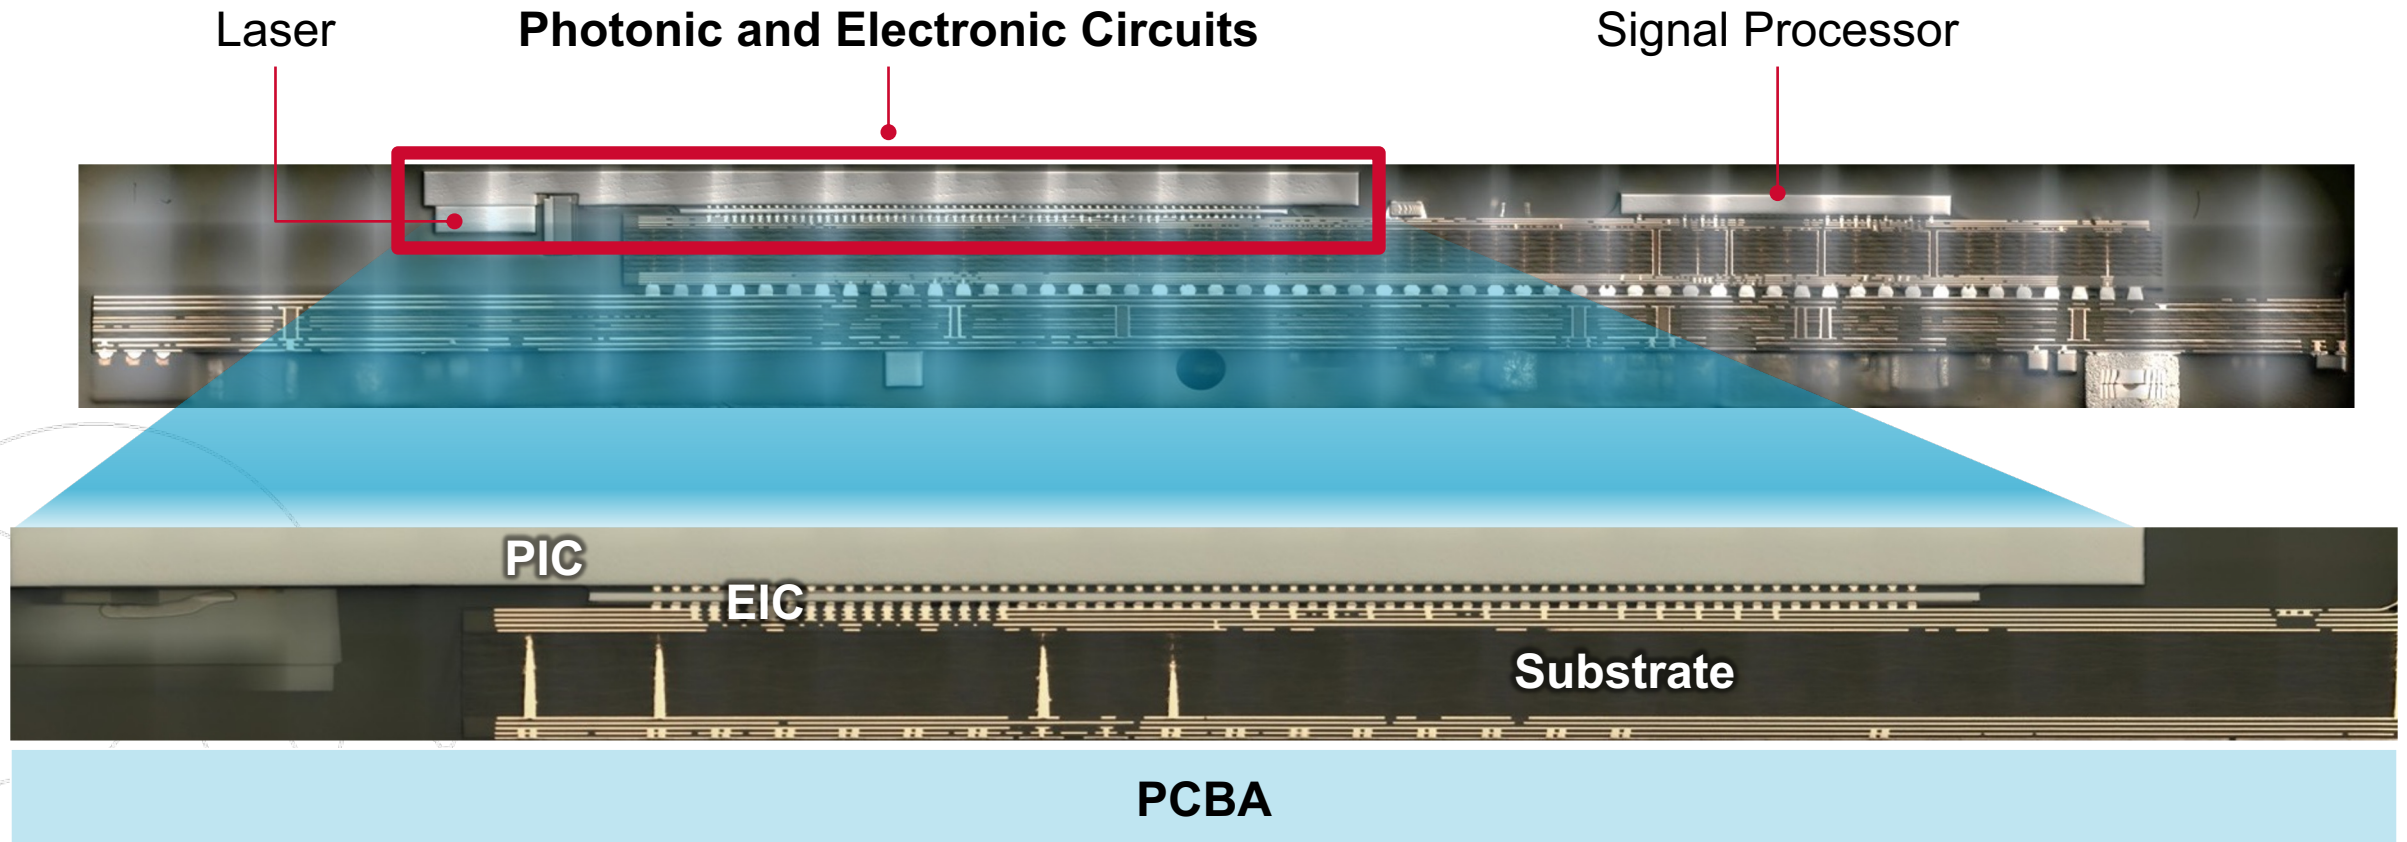 Laser
Photonic and Electronic Circuits
Signal Processor
PIC
EIC
Substrate
PCBA